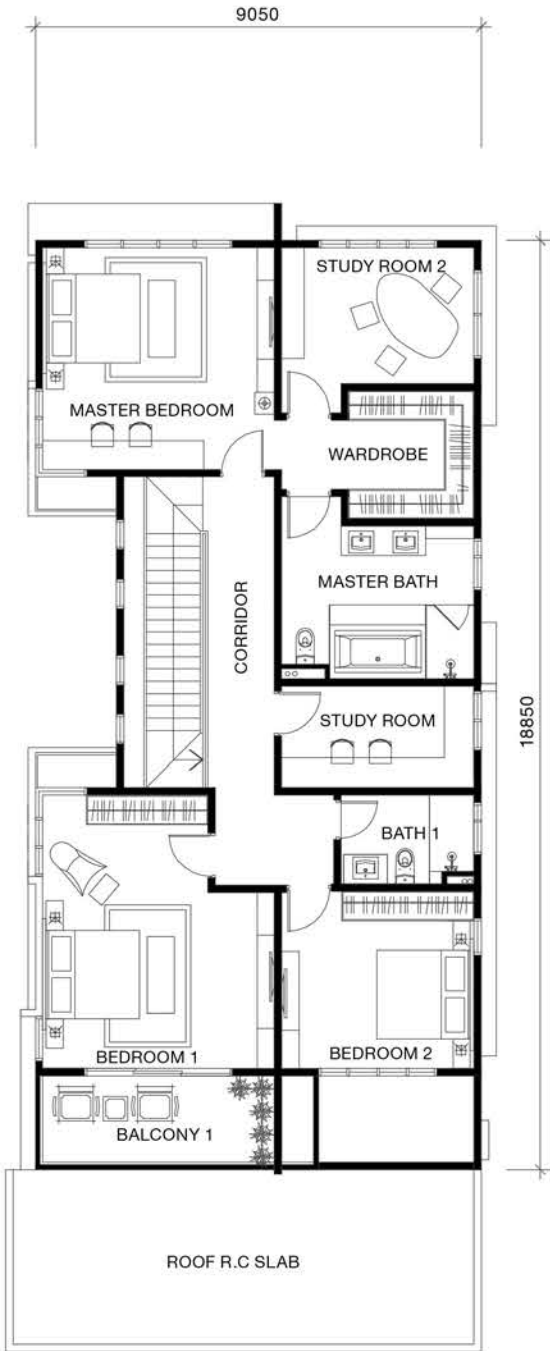 9050
STUDY ROOM 2
MASTER BEDROOM
WARDROBE
MASTER BATH
CORRIDOR
STUDY ROOM
18850
BATH 1
BEDROOM 1
BEDROOM 2
BALCONY 1
ROOF R.C SLAB